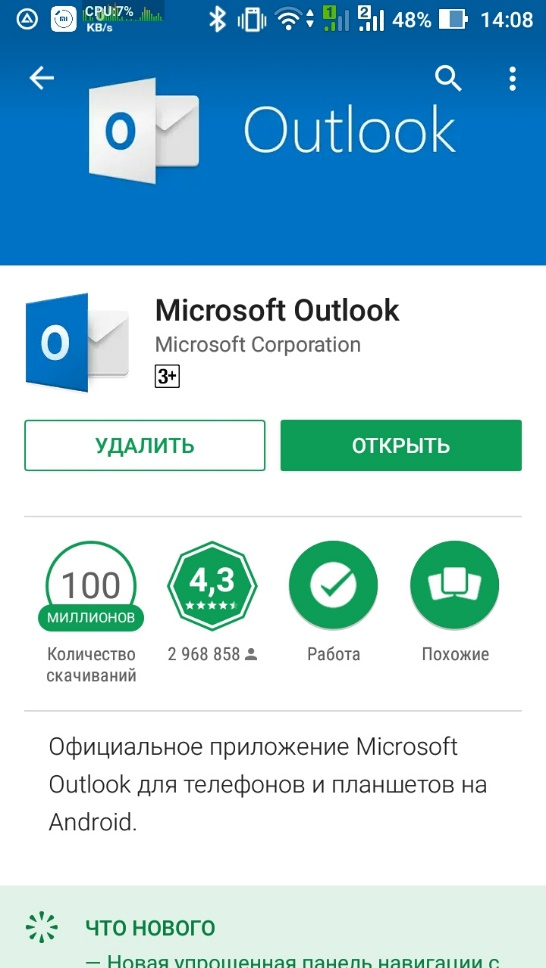 CPU:7%
KB/s
1
2
48%
14:08
Outlook
Microsoft Outlook
Microsoft Corporation
3+
УДАЛИТЬ
ОТКРЫТЬ
100
МИЛЛИОНОВ
Количество
скачиваний
4,3
2 968 858
Работа
Похожие
Официальное приложение Microsoft
Outlook для телефонов и планшетов на
Android.
ЧТО НОВОГО
— Новая упрощенная панель навигации с